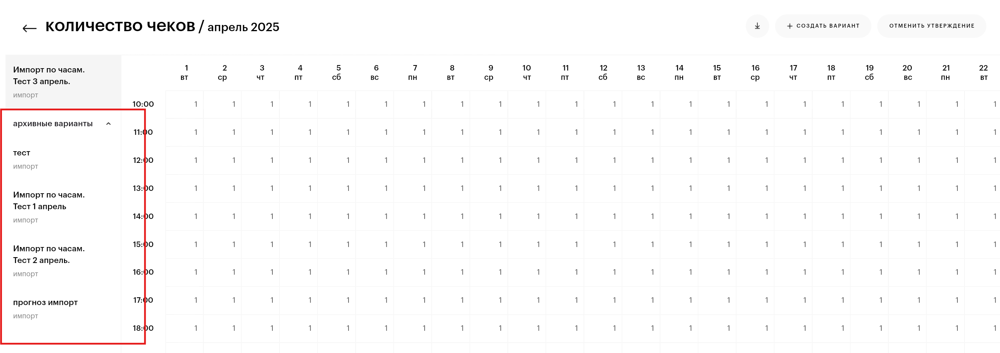 количество чеков / апрель 2025
СОЗДАТЬ ВАРИАНТ
ОТМЕНИТЬ УТВЕРЖДЕНИЕ
Импорт по часам.
Тест 3 апрель.
импорт
архивные варианты
тест
импорт
Импорт по часам.
Тест 1 апрель
импорт
Импорт по часам.
Тест 2 апрель.
импорт
прогноз импорт
импорт
1 2 3 4 5 6 7 8 9 10 11 12 13 14 15 16 17 18 19 20 21 22
вт ср чт пт сб вс пн вт ср чт пт сб вс пн вт ср чт пт сб вс пн вт
10:00 1 1 1 1 1 1 1 1 1 1 1 1 1 1 1 1 1 1 1 1 1 1
11:00 1 1 1 1 1 1 1 1 1 1 1 1 1 1 1 1 1 1 1 1 1 1
12:00 1 1 1 1 1 1 1 1 1 1 1 1 1 1 1 1 1 1 1 1 1 1
13:00 1 1 1 1 1 1 1 1 1 1 1 1 1 1 1 1 1 1 1 1 1 1
14:00 1 1 1 1 1 1 1 1 1 1 1 1 1 1 1 1 1 1 1 1 1 1
15:00 1 1 1 1 1 1 1 1 1 1 1 1 1 1 1 1 1 1 1 1 1 1
16:00 1 1 1 1 1 1 1 1 1 1 1 1 1 1 1 1 1 1 1 1 1 1
17:00 1 1 1 1 1 1 1 1 1 1 1 1 1 1 1 1 1 1 1 1 1 1
18:00 1 1 1 1 1 1 1 1 1 1 1 1 1 1 1 1 1 1 1 1 1 1